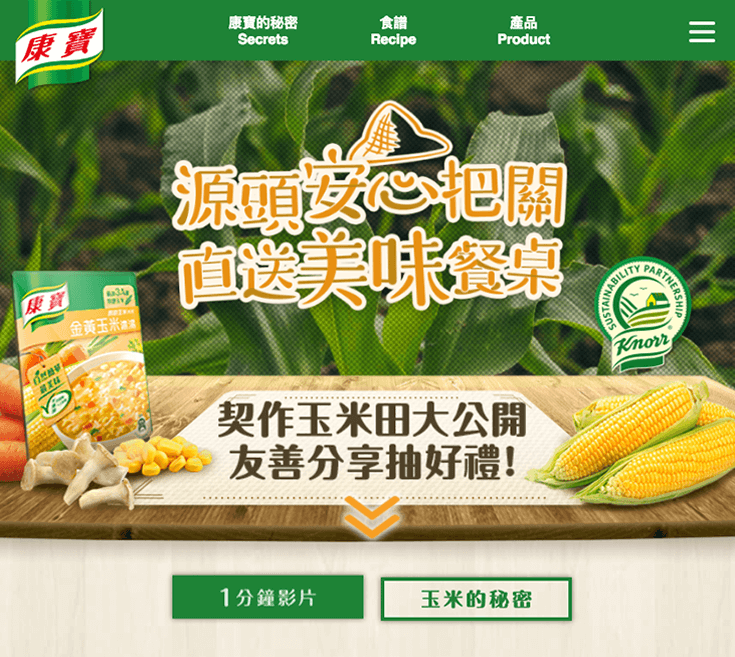 康寶
康寶的秘密
Secrets
食譜
Recipe
產品
Product
源頭安心把關
直送美味餐桌
康寶
金黃玉米濃湯
SUSTAINABILITY PARTNERSHIP
Knorr
契作玉米田大公開
友善分享抽好禮!
1分鐘影片
玉米的秘密